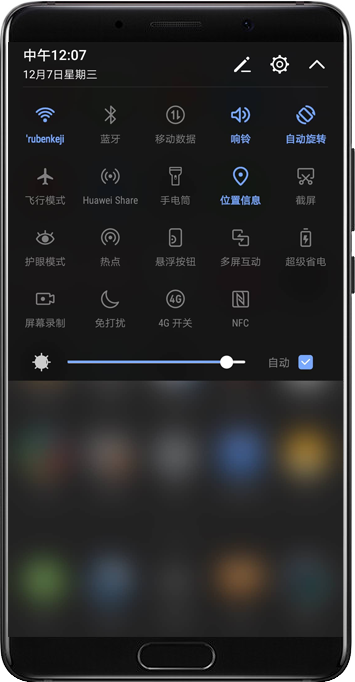 中午12:07
12月7日星期三
'rubenkeji
蓝牙
移动数据
响铃
自动旋转
飞行模式
Huawei Share
手电筒
位置信息
截屏
护眼模式
热点
悬浮按钮
多屏互动
超级省电
屏幕录制
免打扰
4G
4G 开关
NFC
自动